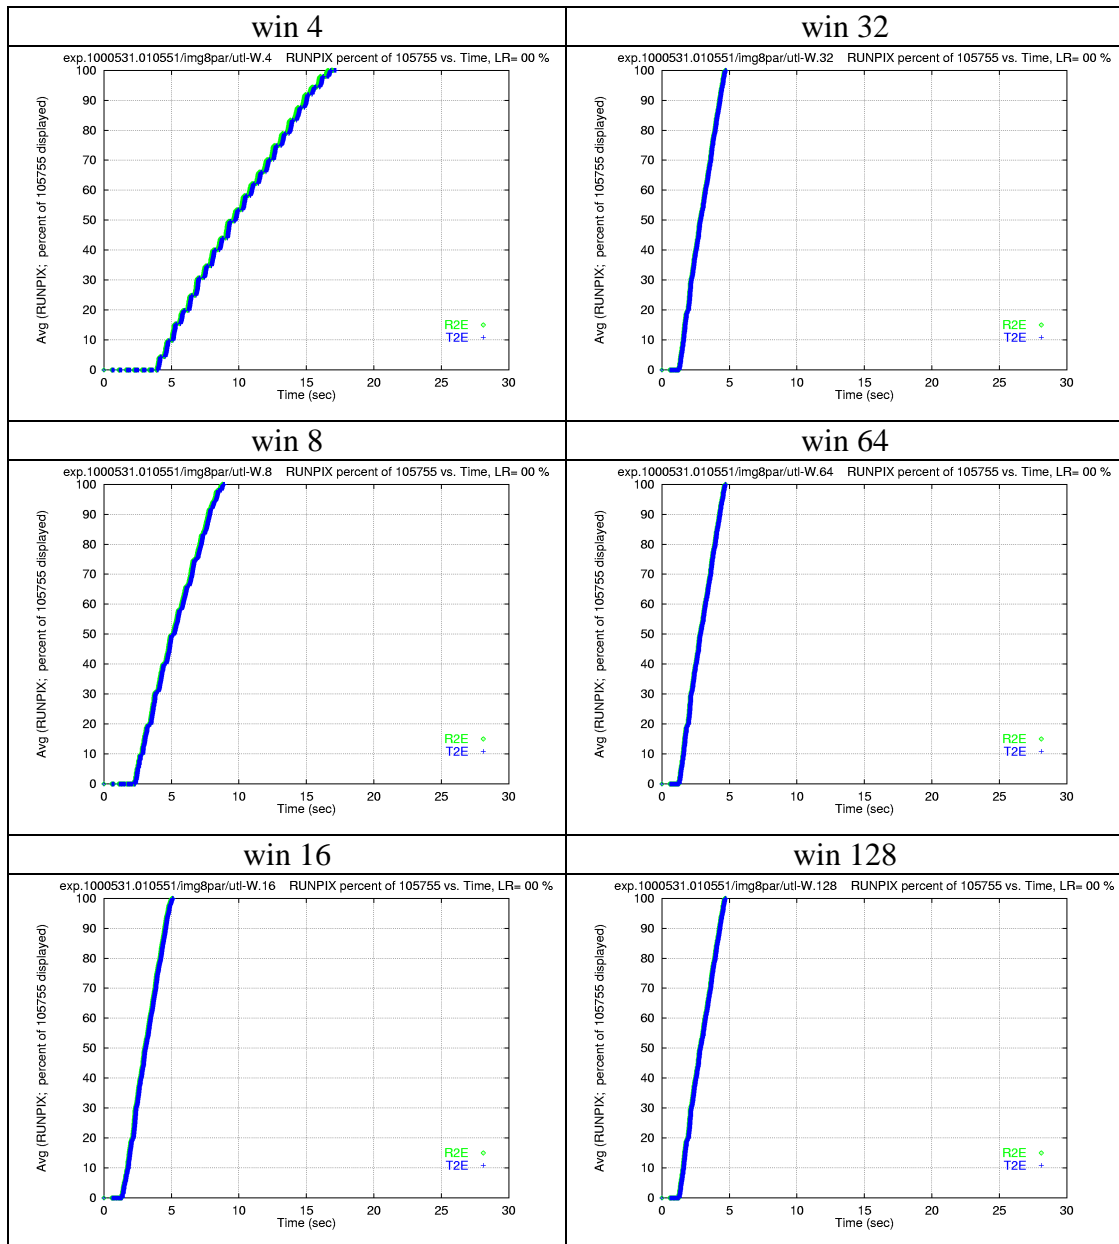 win 4
exp.1000531.010551/img8par/utl-W.4 RUNPIX percent of 105755 vs. Time, LR= 00 %
Avg (RUNPIX; percent of 105755 displayed)
100
90
80
70
60
50
40
30
20
10
0
R2E
T2E
0 5 10 15 20 25 30
Time (sec)
win 32
exp.1000531.010551/img8par/utl-W.32 RUNPIX percent of 105755 vs. Time, LR= 00 %
Avg (RUNPIX; percent of 105755 displayed)
100
90
80
70
60
50
40
30
20
10
0
R2E
T2E
0 5 10 15 20 25 30
Time (sec)
win 8
exp.1000531.010551/img8par/utl-W.8 RUNPIX percent of 105755 vs. Time, LR= 00 %
Avg (RUNPIX; percent of 105755 displayed)
100
90
80
70
60
50
40
30
20
10
0
R2E
T2E
0 5 10 15 20 25 30
Time (sec)
win 64
exp.1000531.010551/img8par/utl-W.64 RUNPIX percent of 105755 vs. Time, LR= 00 %
Avg (RUNPIX; percent of 105755 displayed)
100
90
80
70
60
50
40
30
20
10
0
R2E
T2E
0 5 10 15 20 25 30
Time (sec)
win 16
exp.1000531.010551/img8par/utl-W.16 RUNPIX percent of 105755 vs. Time, LR= 00 %
Avg (RUNPIX; percent of 105755 displayed)
100
90
80
70
60
50
40
30
20
10
0
R2E
T2E
0 5 10 15 20 25 30
Time (sec)
win 128
exp.1000531.010551/img8par/utl-W.128 RUNPIX percent of 105755 vs. Time, LR= 00 %
Avg (RUNPIX; percent of 105755 displayed)
100
90
80
70
60
50
40
30
20
10
0
R2E
T2E
0 5 10 15 20 25 30
Time (sec)